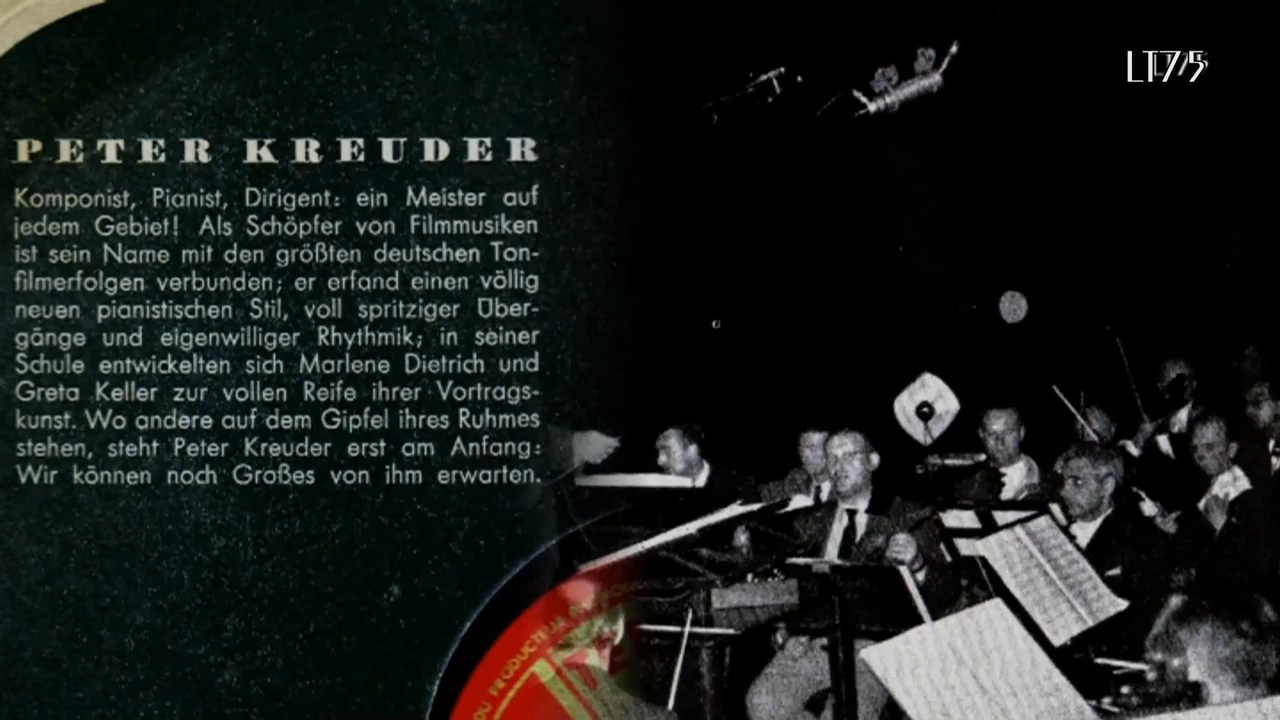 LT75
PETER KREUDER
Komponist, Pianist, Dirigent: ein Meister auf
jedem Gebiet! Als Schöpfer von Filmmusiken
ist sein Name mit den größten deutschen Ton-
filmerfolgen verbunden; er erfand einen völlig
neuen pianistischen Stil, voll spritziger Über-
gänge und eigenwilliger Rhythmik; in seiner
Schule entwickelten sich Marlene Dietrich und
Greta Keller zur vollen Reife ihrer Vortrags-
kunst. Wo andere auf dem Gipfel ihres Ruhmes
stehen, steht Peter Kreuder erst am Anfang:
Wir können noch Großes von ihm erwarten.
DU PRODUCTEUR